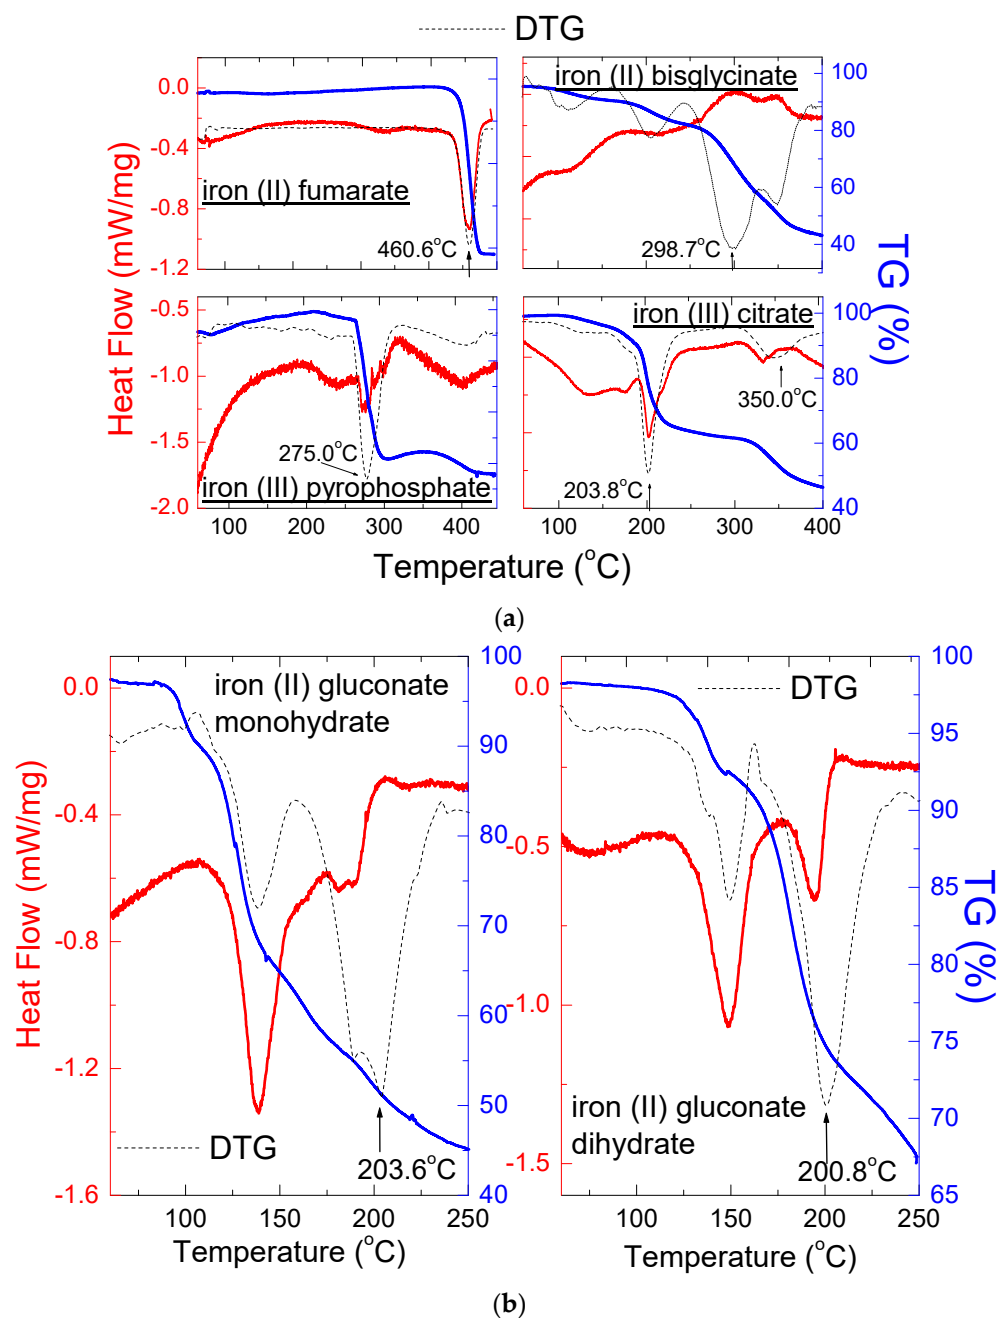 DTG
0.0
-0.4
-0.8
-1.2
iron (II) fumarate
460.6°C
iron (II) bisglycinate
298.7°C
100
80
60
40
-0.5
-1.0
-1.5
-2.0
275.0°C
iron (III) pyrophosphate
iron (III) citrate
350.0°C
203.8°C
100
80
60
40
100 200 300 400
100 200 300 400
Heat Flow (mW/mg)
TG (%)
Temperature (°C)
(a)
0.0
-0.4
-0.8
-1.2
-1.6
iron (II) gluconate
monohydrate
DTG
203.6°C
100
90
80
70
60
50
40
100 150 200 250
Heat Flow (mW/mg)
Temperature (°C)
0.0
-0.5
-1.0
-1.5
DTG
iron (II) gluconate
dihydrate
200.8°C
100
95
90
85
80
75
70
65
100 150 200 250
TG (%)
Temperature (°C)
(b)